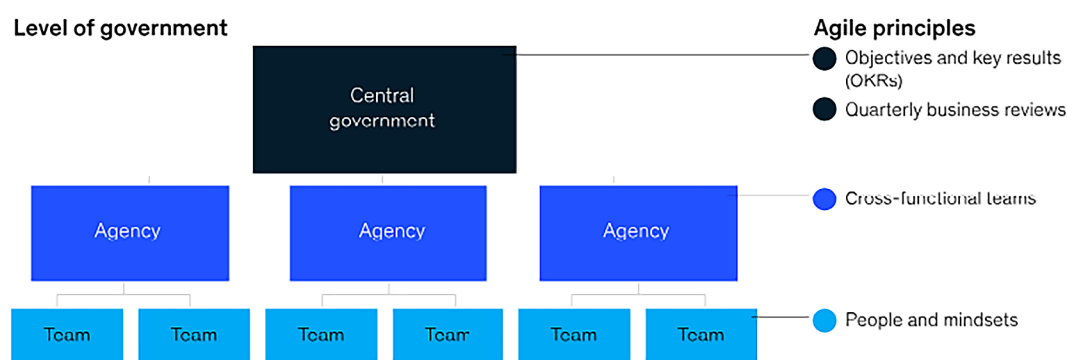 Level of government
Agile principles
Central
government
Objectives and key results
(OKRs)
Quarterly business reviews
Agency
Agency
Agency
Cross-functional teams
Team
Team
Team
Team
Team
Team
People and mindsets